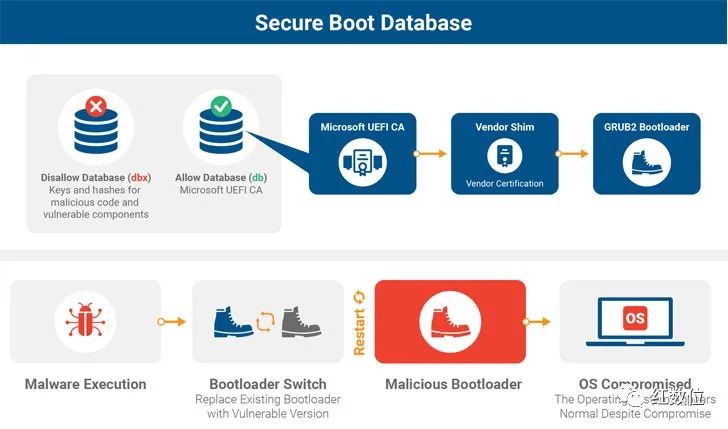 Secure Boot Database
Disallow Database (dbx)
Keys and hashes for
malicious code and
vulnerable components
Allow Database (db)
Microsoft UEFI CA
Microsoft UEFI CA
Vendor Shim
Vendor Certification
GRUB2 Bootloader
Malware Execution
Bootloader Switch
Replace Existing Bootloader
with Vulnerable Version
Restart
Malicious Bootloader
OS
OS Compromised
The Operating
Normal Despite Compromise
红数位